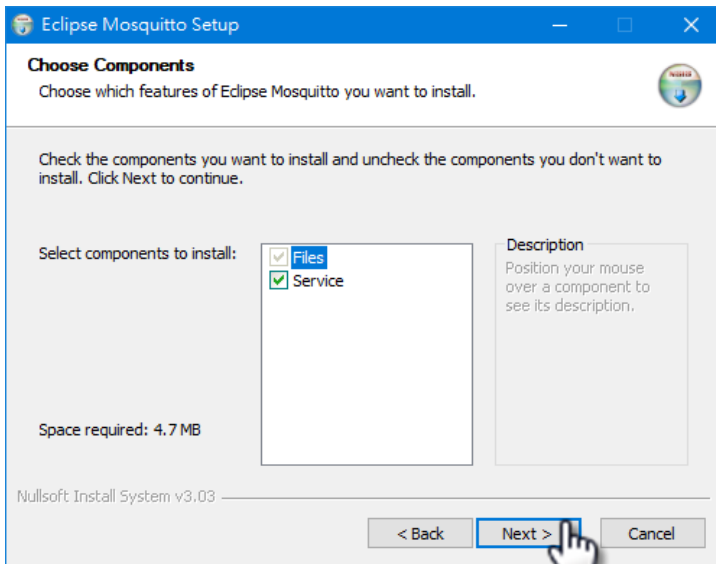 Eclipse Mosquitto Setup
Choose Components
Choose which features of Eclipse Mosquitto you want to install.
Check the components you want to install and uncheck the components you don't want to
install. Click Next to continue.
Select components to install:
Files
Service
Description
Position your mouse
over a component to
see its description.
Space required: 4.7 MB
Nullsoft Install System v3.03
< Back
Next >
Cancel